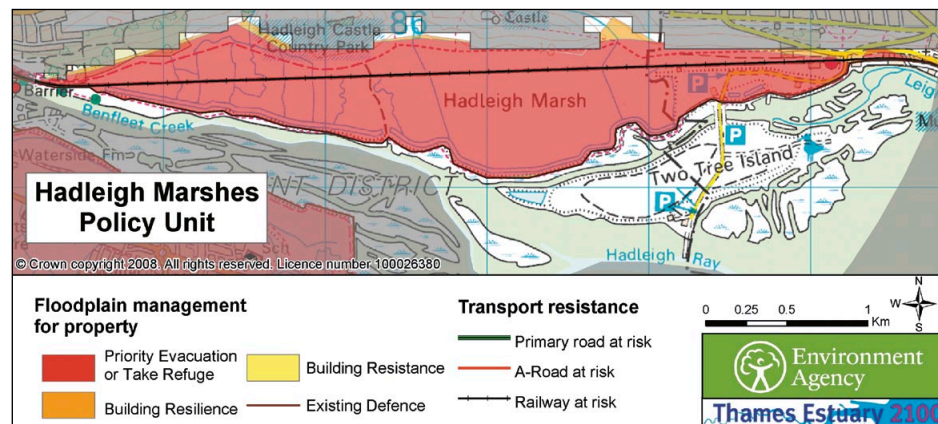 Castle
86
Hadleigh Castle
Country Park
P
Barrier
Hadleigh Marsh
Benfleet Creek
P
Leig
Waterside Fm
Two Tree Island
NT DISTRICT
P
Hadleigh Marshes
Policy Unit
Sch
Hadleigh Ray
© Crown copyright 2008. All rights reserved. Licence number 100026380
Floodplain management
for property
Priority Evacuation
or Take Refuge
Building Resistance
Building Resilience
Existing Defence
Transport resistance
Primary road at risk
A-Road at risk
Railway at risk
N
W
E
S
0 0.25 0.5 1
Km
Environment
Agency
Thames Estuary 2100